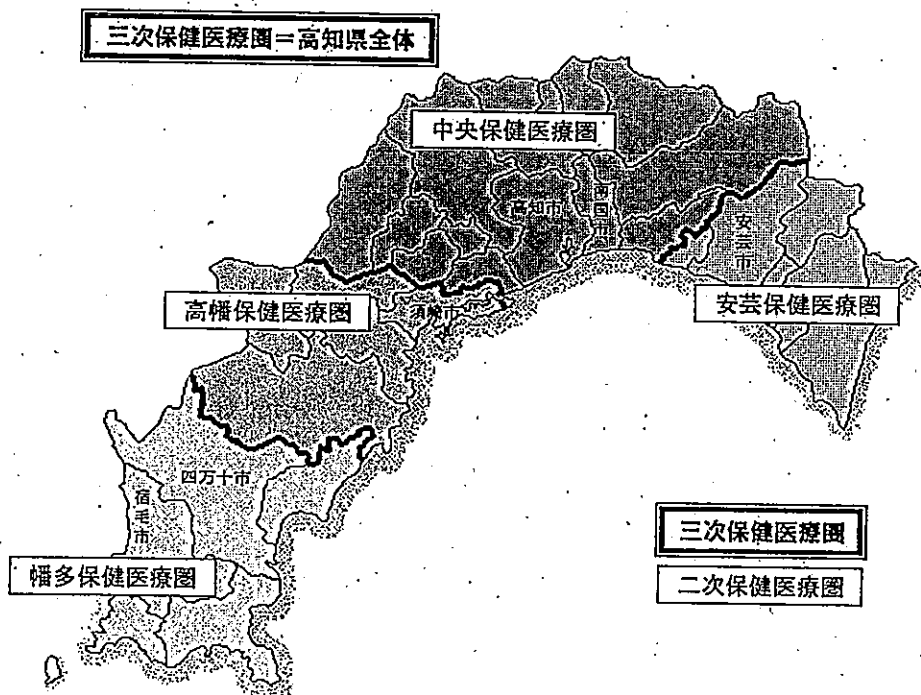 三次保健医療圏＝高知県全体
中央保健医療圏
高知市
南国市
安芸市
高幡保健医療圏
須崎市
安芸保健医療圏
四万十市
宿毛市
幡多保健医療圏
三次保健医療圏
二次保健医療圏